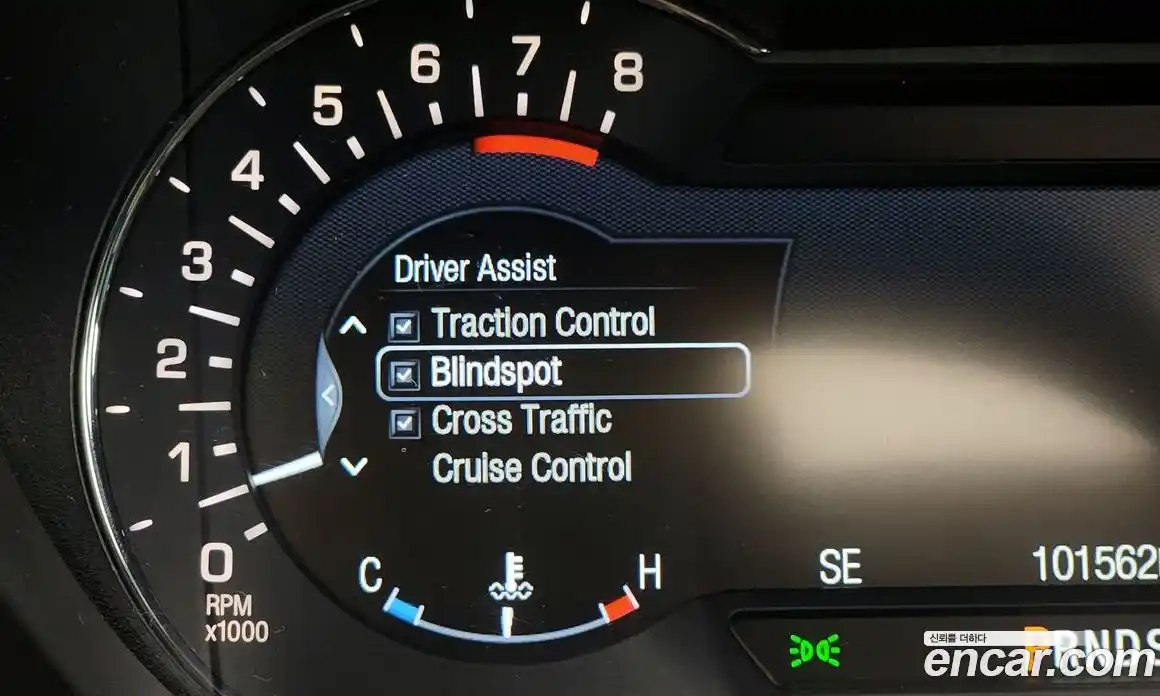 8
7
6
5
4
3
2
1
0
RPM
x1000
Driver Assist
Traction Control
Blindspot
Cross Traffic
Cruise Control
C H
SE
PRNDS
신뢰를 더하다
encar.com